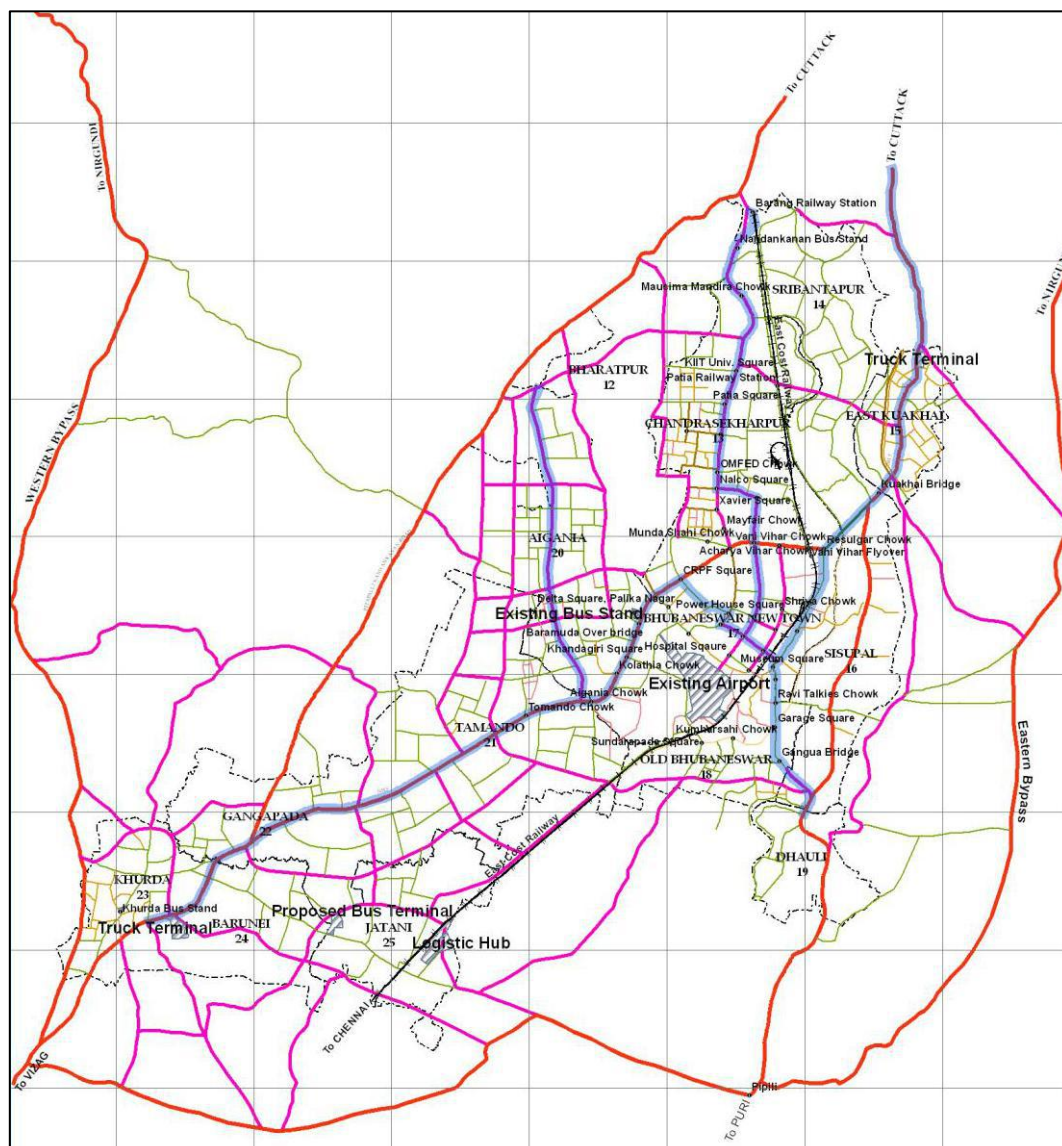 To CUTTACK
To CUTTACK
To NIRGUNDI
Barang Railway Station
Nandankanan Bus Stand
Mausima Mandira Chowk
SRIBANTAPUR
14
East Cost Railway
KIIT Univ. Square
Truck Terminal
BHARATPUR
12
Patia Railway Station
Patia Square
EAST KUAKHAI
15
CHANDRASEKHARPUR
13
WESTERN BYPASS
OMFED Chowk
Nalco Square
Kuakhai Bridge
Xavier Square
Mayfair Chowk
Munda Shahi Chowk
Vani Vihar Chowk
Resulgar Chowk
Acharya Vihar Chowk
Vani Vihar Flyover
AIGANIA
20
CRPF Square
Delta Square, Palika Nagar
Power House Square
Shriya Chowk
Existing Bus Stand
BHUBANESWAR NEW TOWN
17
Baramuda Over bridge
Khandagiri Square
Hospital Sqaure
Museum Square
SISUPAL
16
Kolathia Chowk
Existing Airport
Aigania Chowk
Ravi Talkies Chowk
Tomando Chowk
Garage Square
TAMANDO
21
Kumbarsahi Chowk
Sundarapada Square
Gangua Bridge
OLD BHUBANESWAR
18
Eastern Bypass
GANGAPADA
22
East Cost Railway
DHAULI
19
KHURDA
23
Khurda Bus Stand
Truck Terminal
BARUNEI
24
Proposed Bus Terminal
JATANI
25
Logistic Hub
To CHENNAI
To VIZAG
Piplli
To PURI